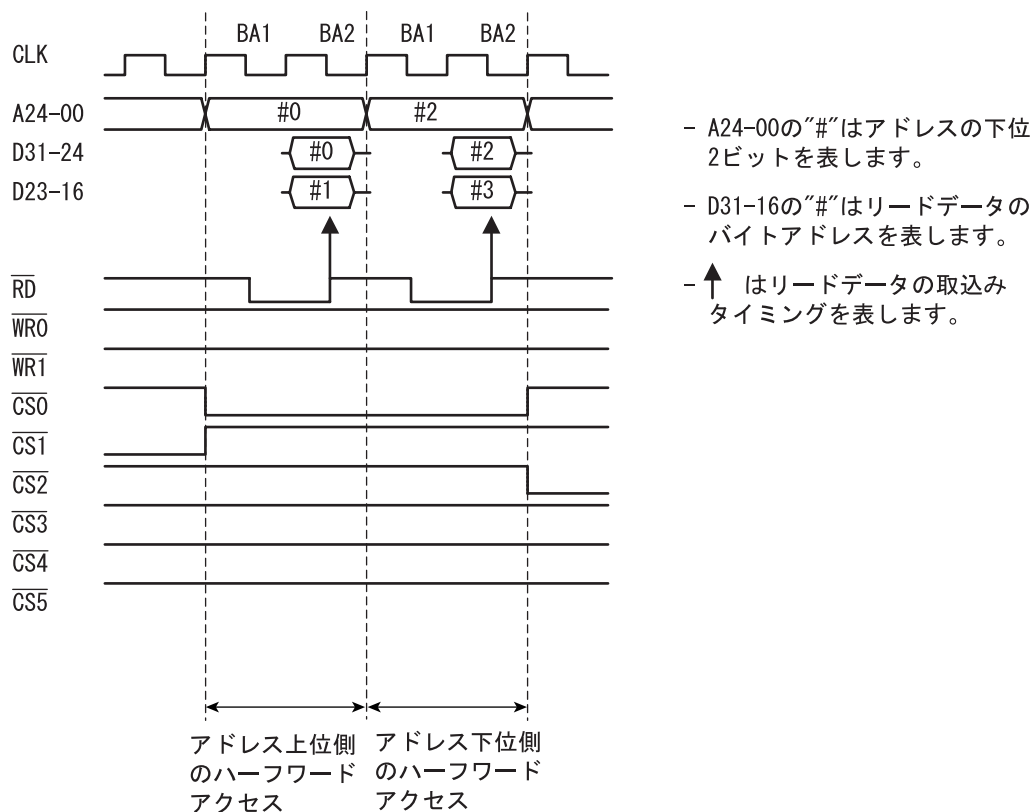 BA1 BA2 BA1 BA2
CLK
A24-00 #0 #2
D31-24 #0 #2
D23-16 #1 #3
RD
WR0
WR1
CS0
CS1
CS2
CS3
CS4
CS5
- A24-00の"#"はアドレスの下位
2ビットを表します。
- D31-16の"#"はリードデータの
バイトアドレスを表します。
- ↑ はリードデータの取込み
タイミングを表します。
アドレス上位側
のハーフワード
アクセス
アドレス下位側
のハーフワード
アクセス